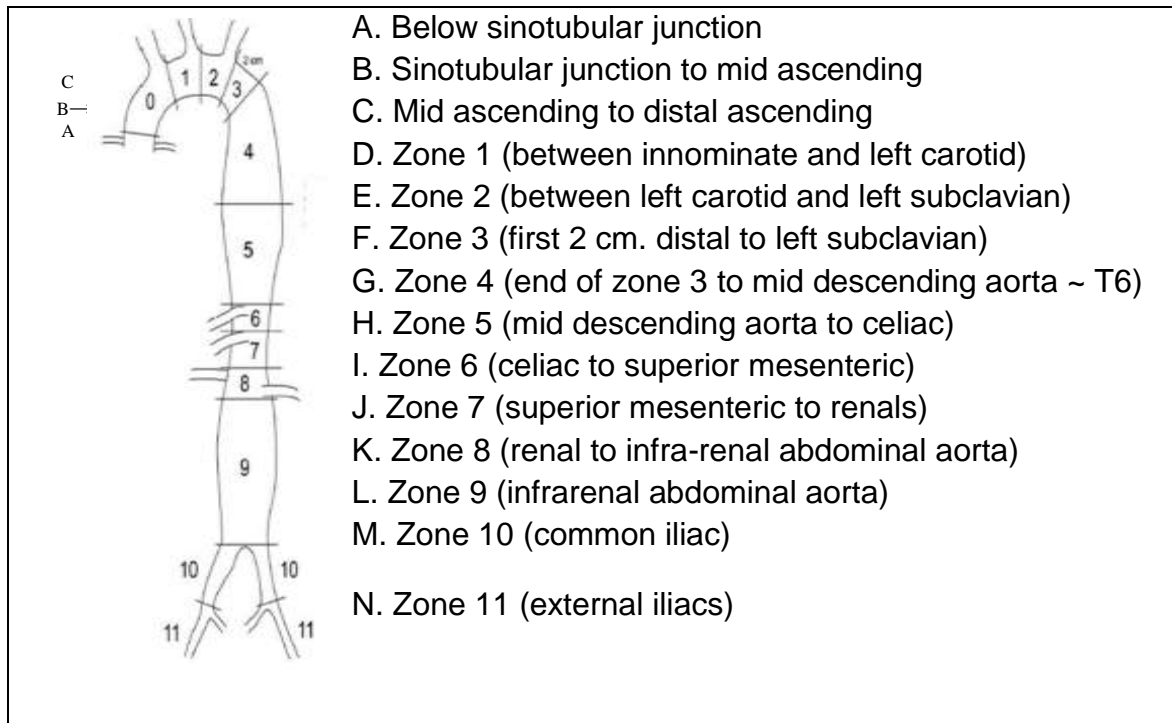 A. Below sinotubular junction
B. Sinotubular junction to mid ascending
C. Mid ascending to distal ascending
D. Zone 1 (between innominate and left carotid)
E. Zone 2 (between left carotid and left subclavian)
F. Zone 3 (first 2 cm. distal to left subclavian)
G. Zone 4 (end of zone 3 to mid descending aorta ~ T6)
H. Zone 5 (mid descending aorta to celiac)
I. Zone 6 (celiac to superior mesenteric)
J. Zone 7 (superior mesenteric to renals)
K. Zone 8 (renal to infra-renal abdominal aorta)
L. Zone 9 (infrarenal abdominal aorta)
M. Zone 10 (common iliac)
N. Zone 11 (external iliacs)
C
B
A
0
1
2
3
2 cm
4
5
6
7
8
9
10 10
11 11